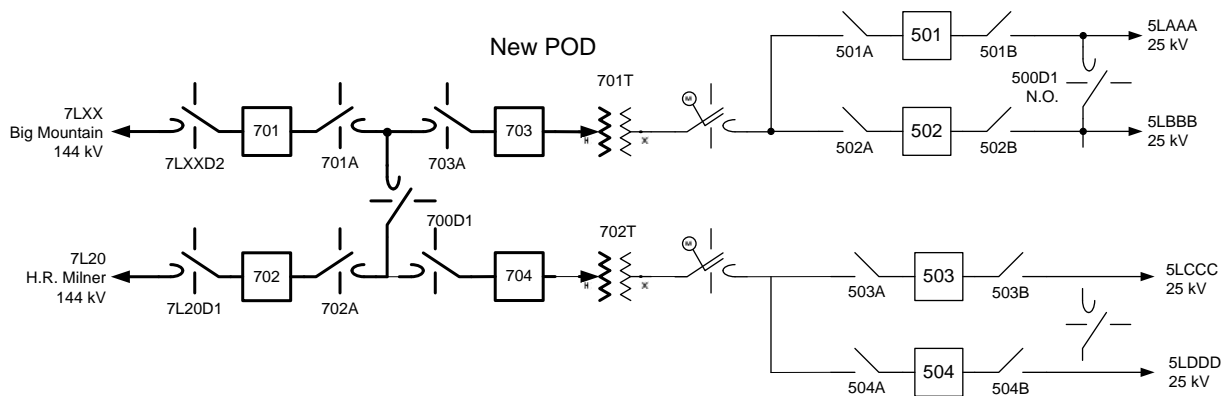 New POD
7LXX
Big Mountain
144 kV
7LXXD2
701
701A
703A
703
701T
H
X
M
501A
501
501B
5LAAA
25 kV
500D1
N.O.
502A
502
502B
5LBBB
25 kV
700D1
7L20
H.R. Milner
144 kV
7L20D1
702
702A
704
702T
H
X
M
503A
503
503B
5LCCC
25 kV
504A
504
504B
5LDDD
25 kV